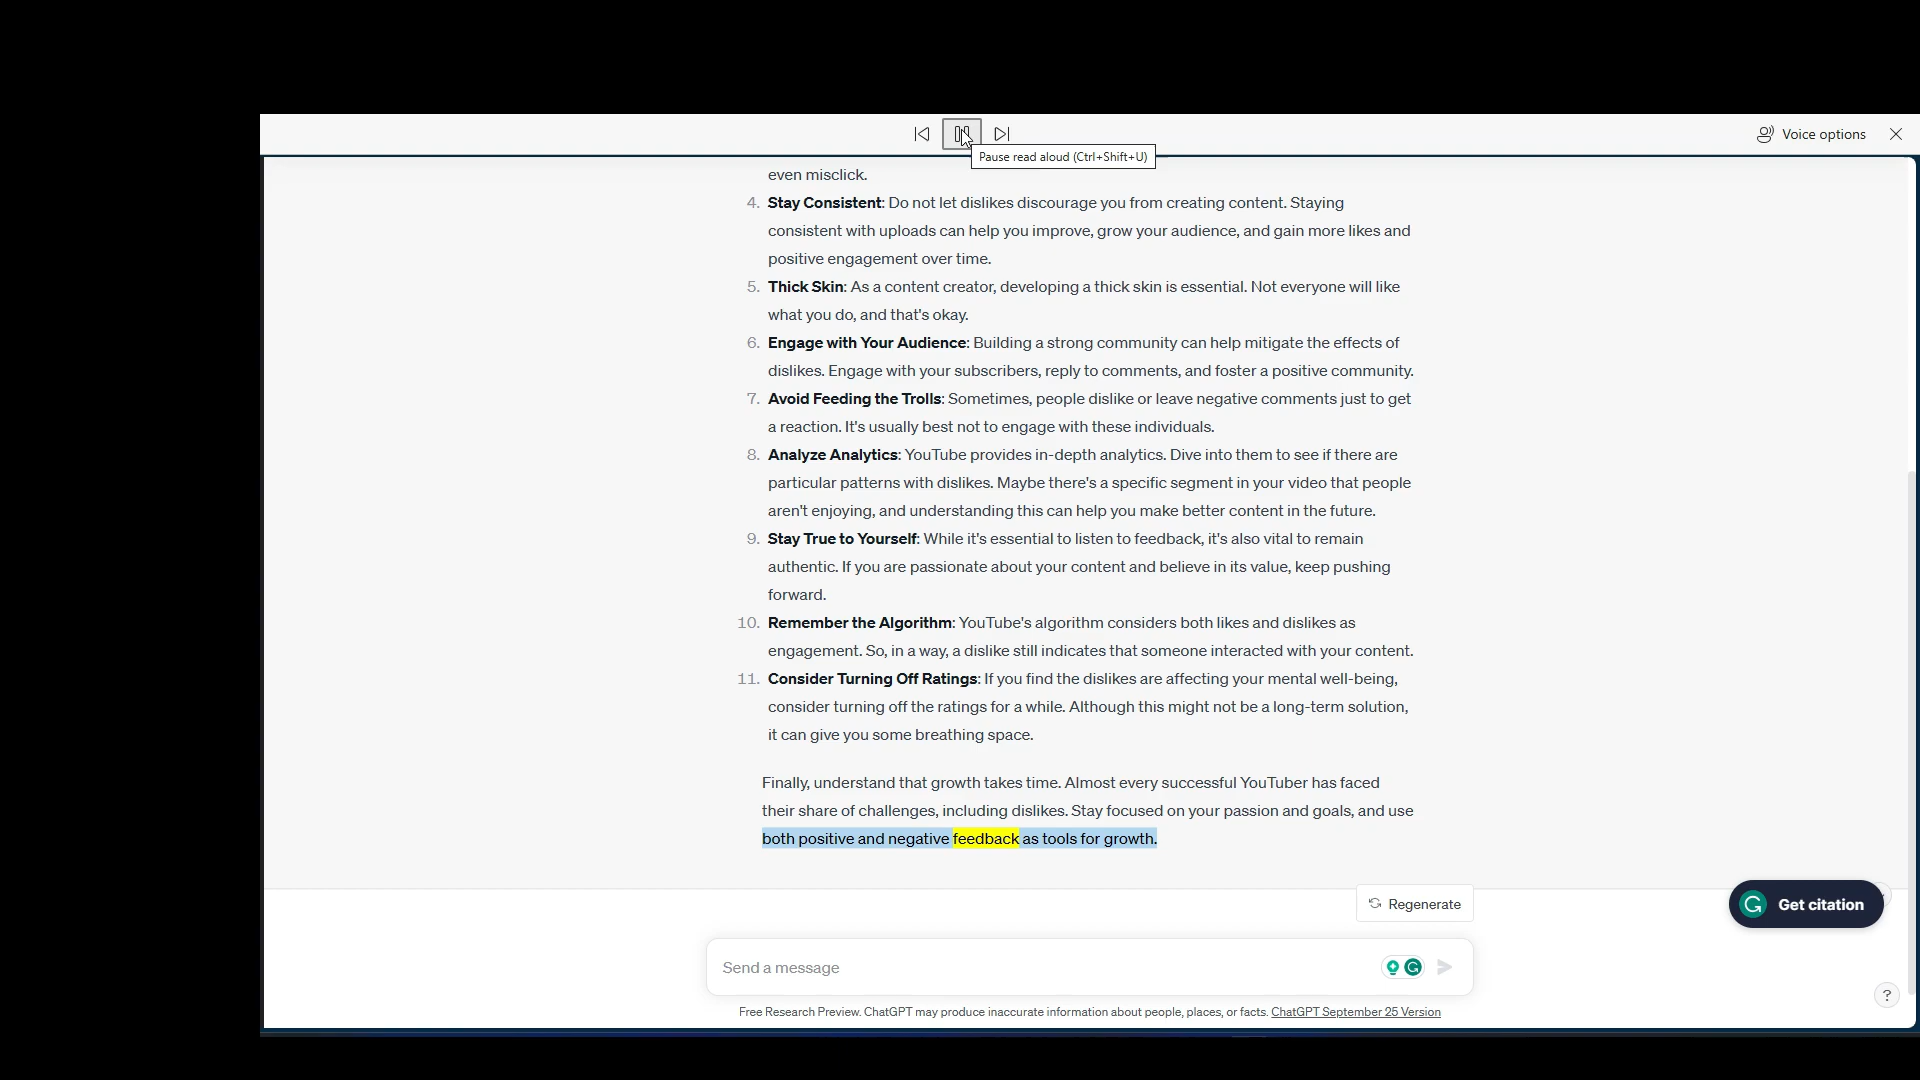 Voice options
Pause read aloud (Ctrl+Shift+U)
even misclick.
4. Stay Consistent: Do not let dislikes discourage you from creating content. Staying
consistent with uploads can help you improve, grow your audience, and gain more likes and
positive engagement over time.
5. Thick Skin: As a content creator, developing a thick skin is essential. Not everyone will like
what you do, and that's okay.
6. Engage with Your Audience: Building a strong community can help mitigate the effects of
dislikes. Engage with your subscribers, reply to comments, and foster a positive community.
7. Avoid Feeding the Trolls: Sometimes, people dislike or leave negative comments just to get
a reaction. It's usually best not to engage with these individuals.
8. Analyze Analytics: YouTube provides in-depth analytics. Dive into them to see if there are
particular patterns with dislikes. Maybe there's a specific segment in your video that people
aren't enjoying, and understanding this can help you make better content in the future.
9. Stay True to Yourself: While it's essential to listen to feedback, it's also vital to remain
authentic. If you are passionate about your content and believe in its value, keep pushing
forward.
10. Remember the Algorithm: YouTube's algorithm considers both likes and dislikes as
engagement. So, in a way, a dislike still indicates that someone interacted with your content.
11. Consider Turning Off Ratings: If you find the dislikes are affecting your mental well-being,
consider turning off the ratings for a while. Although this might not be a long-term solution,
it can give you some breathing space.
Finally, understand that growth takes time. Almost every successful YouTuber has faced
their share of challenges, including dislikes. Stay focused on your passion and goals, and use
both positive and negative feedback as tools for growth.
Regenerate
Get citation
Send a message
?
Free Research Preview. ChatGPT may produce inaccurate information about people, places, or facts. ChatGPT September 25 Version